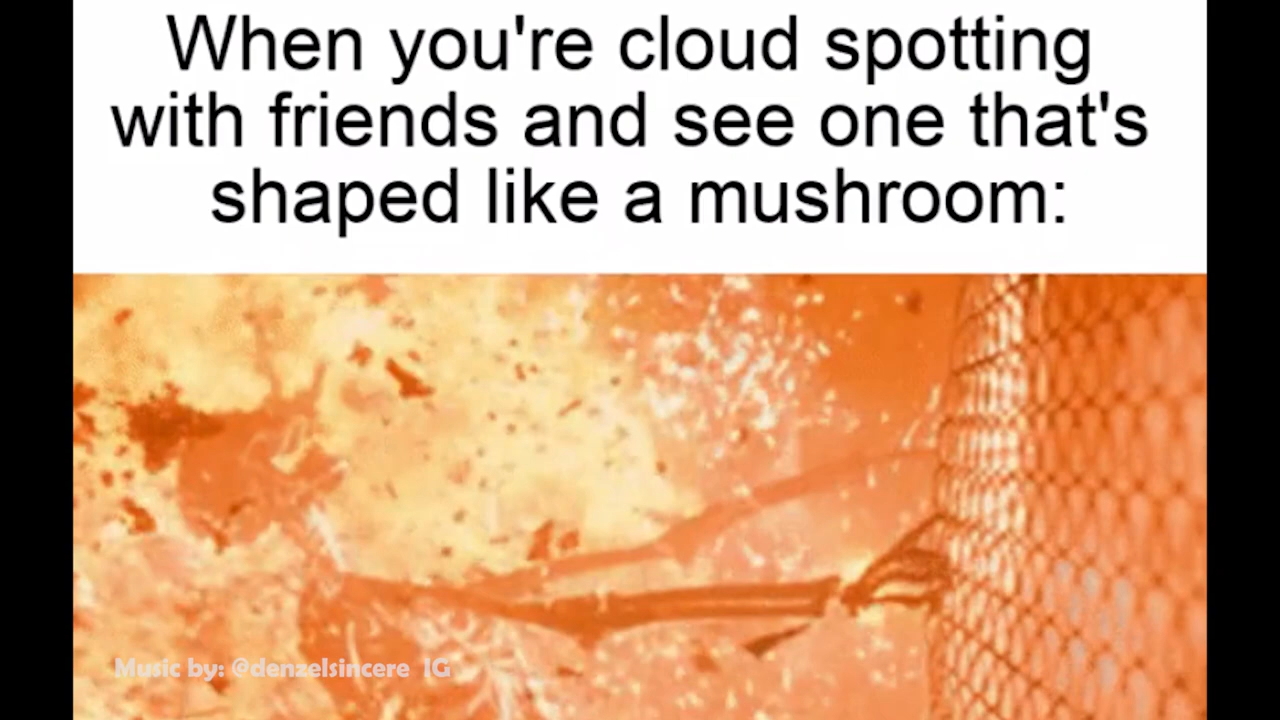 When you're cloud spotting
with friends and see one that's
shaped like a mushroom:
Music by: @denzelsincere IG